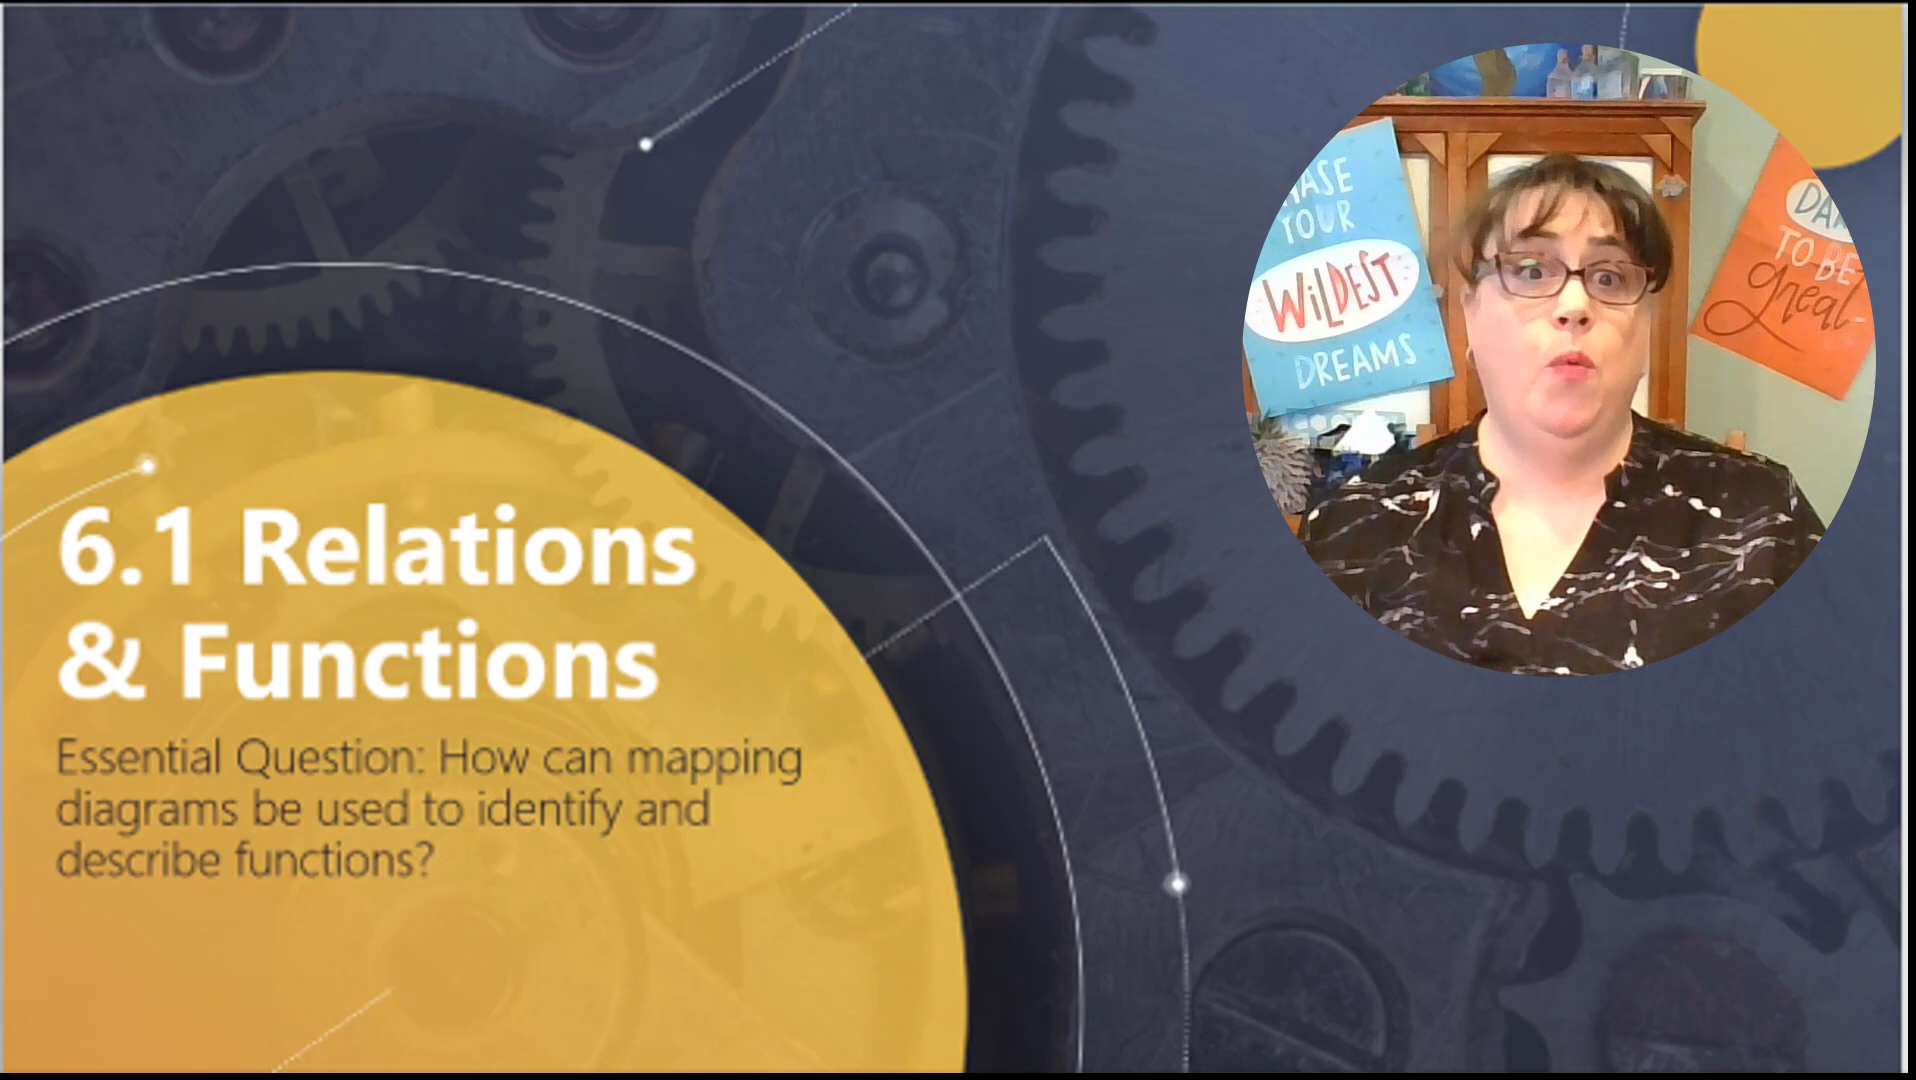 6.1 Relations
& Functions
Essential Question: How can mapping
diagrams be used to identify and
describe functions?
YOUR
WiLDEST
DREAMS
TO BE
great